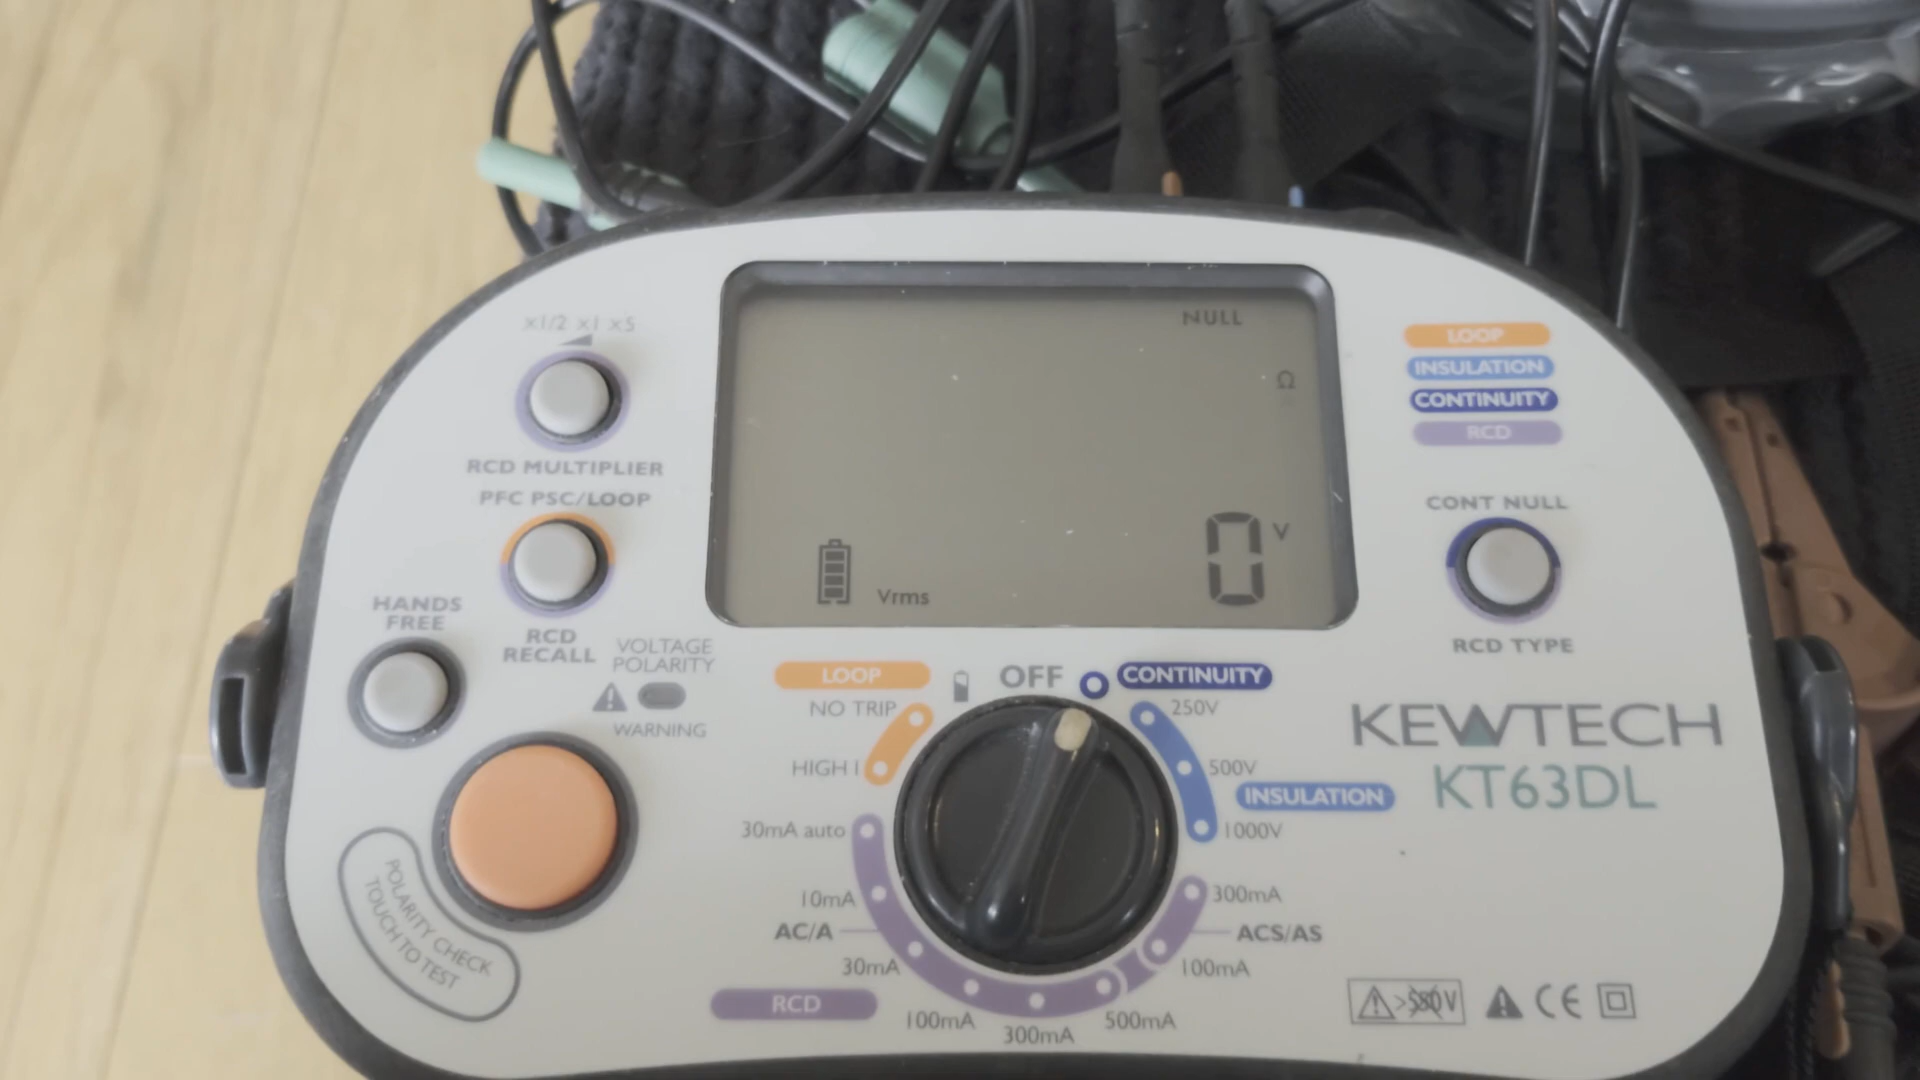 x1/2 x1 x5
RCD MULTIPLIER
PFC PSC/LOOP
RCD
RECALL
HANDS
FREE
VOLTAGE
POLARITY
WARNING
POLARITY CHECK
TOUCH TO TEST
NULL
Ω
0 V
Vrms
LOOP
INSULATION
CONTINUITY
RCD
CONT NULL
RCD TYPE
LOOP
OFF
CONTINUITY
NO TRIP
250V
HIGH I
500V
INSULATION
30mA auto
1000V
10mA
300mA
AC/A
ACS/AS
30mA
100mA
RCD
100mA
300mA
500mA
KEWTECH
KT63DL
>580V
CE